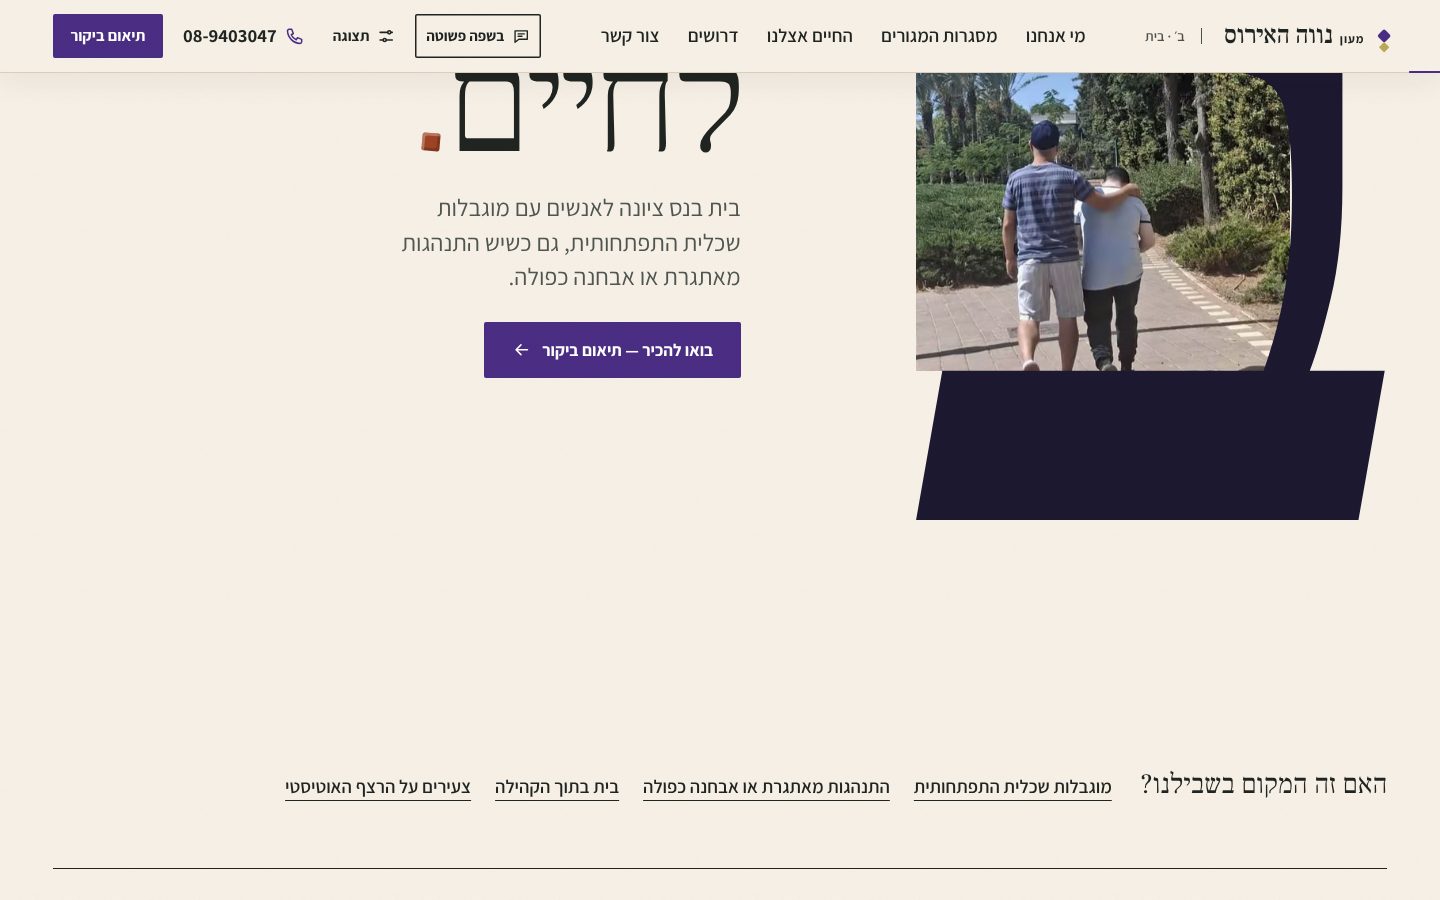 מעון נווה האירוס
ב׳ · בית
מי אנחנו
מסגרות המגורים
החיים אצלנו
דרושים
צור קשר
בשפה פשוטה
תצוגה
08-9403047
תיאום ביקור
לחיים.
בית בנס ציונה לאנשים עם מוגבלות
שכלית התפתחותית, גם כשיש התנהגות
מאתגרת או אבחנה כפולה.
בואו להכיר — תיאום ביקור ←
האם זה המקום בשבילנו?
מוגבלות שכלית התפתחותית
התנהגות מאתגרת או אבחנה כפולה
בית בתוך הקהילה
צעירים על הרצף האוטיסטי